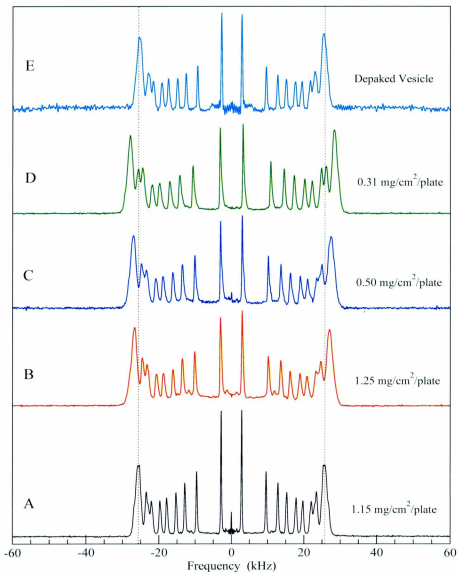 E
Depaked Vesicle
D
0.31 mg/cm²/plate
C
0.50 mg/cm²/plate
B
1.25 mg/cm²/plate
A
1.15 mg/cm²/plate
-60 -40 -20 0 20 40 60
Frequency (kHz)